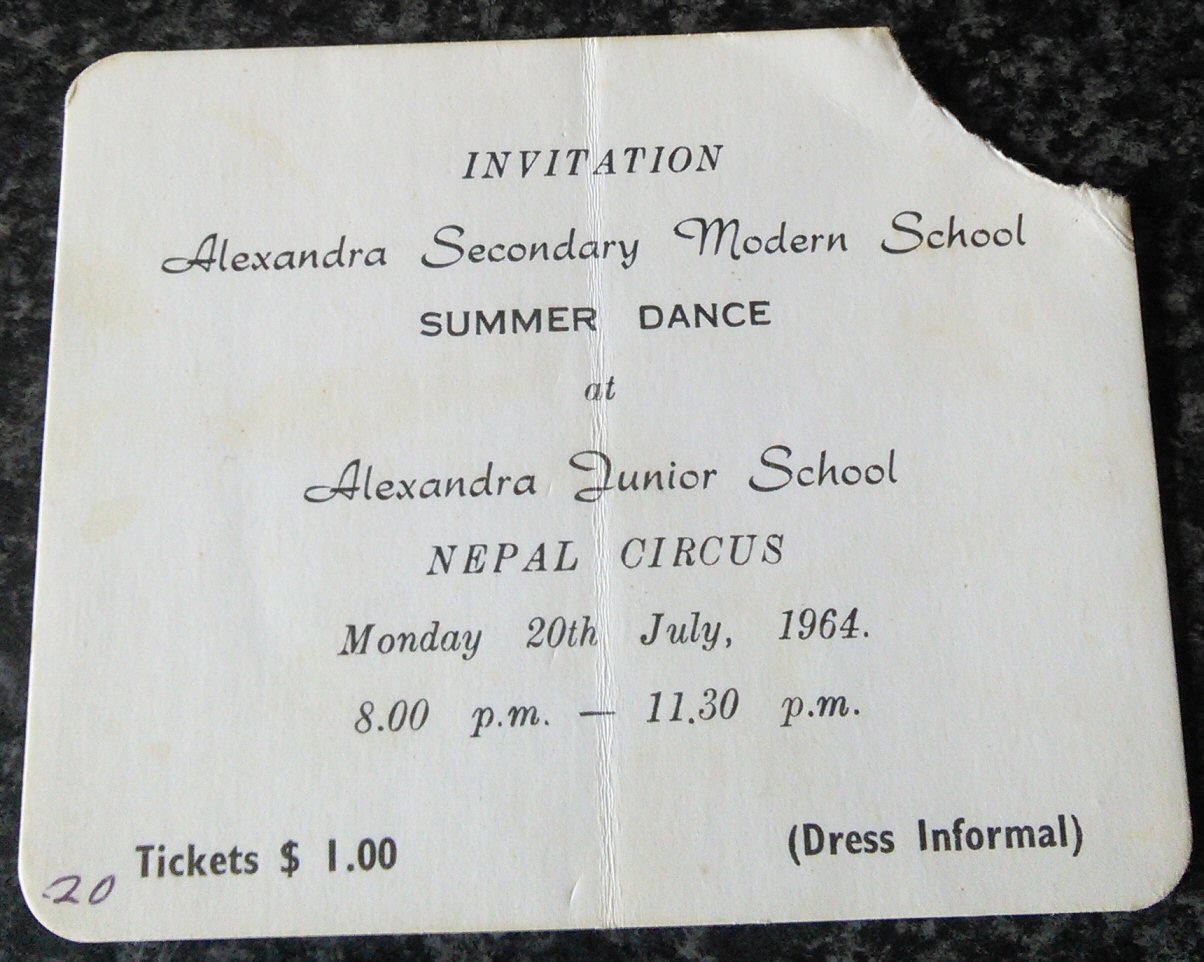 INVITATION
Alexandra Secondary Modern School
SUMMER DANCE
at
Alexandra Junior School
NEPAL CIRCUS
Monday 20th July, 1964.
8.00 p.m. — 11.30 p.m.
Tickets $ 1.00
(Dress Informal)
20